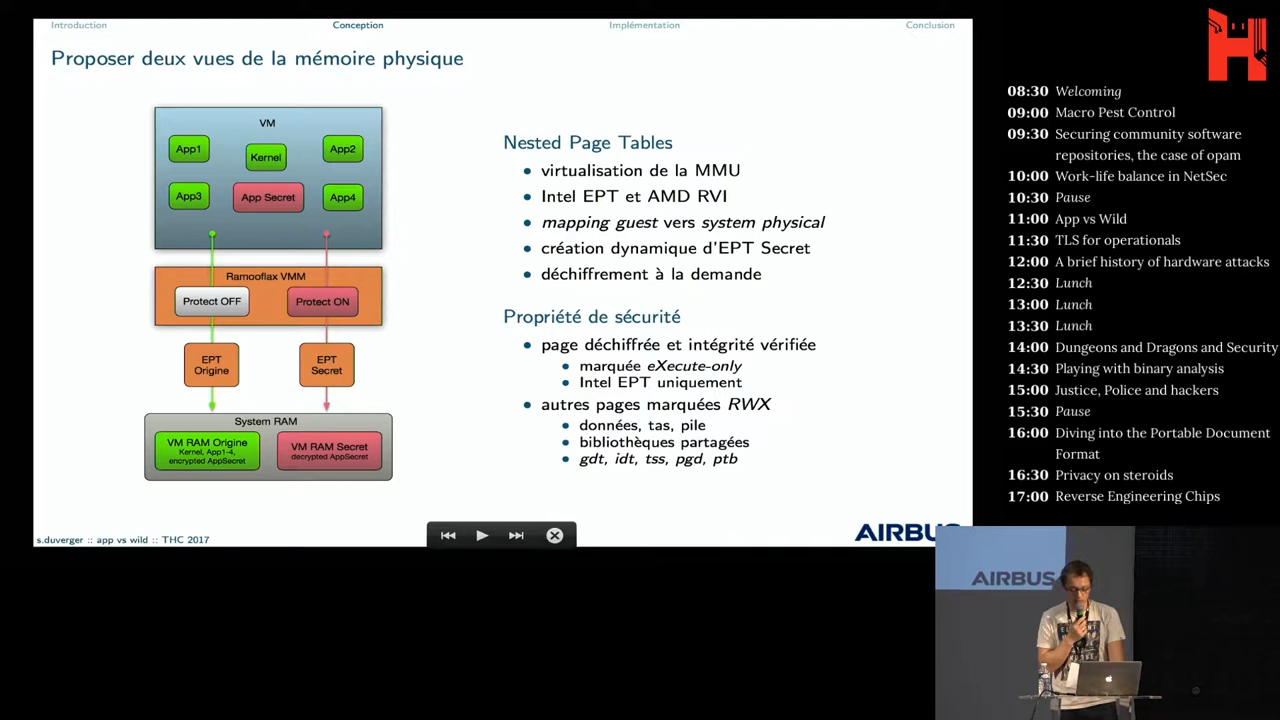 Introduction
Conception
Implémentation
Conclusion
Proposer deux vues de la mémoire physique
VM
App1
Kernel
App2
App3
App Secret
App4
Ramooflax VMM
Protect OFF
Protect ON
EPT
Origine
EPT
Secret
System RAM
VM RAM Origine
Kernel, App1-4,
encrypted AppSecret
VM RAM Secret
decrypted AppSecret
Nested Page Tables
• virtualisation de la MMU
• Intel EPT et AMD RVI
• mapping guest vers system physical
• création dynamique d'EPT Secret
• déchiffrement à la demande
Propriété de sécurité
• page déchiffrée et intégrité vérifiée
• marquée eXecute-only
• Intel EPT uniquement
• autres pages marquées RWX
• données, tas, pile
• bibliothèques partagées
• gdt, idt, tss, pgd, ptb
s.duverger :: app vs wild :: THC 2017
AIRBUS
08:30 Welcoming
09:00 Macro Pest Control
09:30 Securing community software
repositories, the case of opam
10:00 Work-life balance in NetSec
10:30 Pause
11:00 App vs Wild
11:30 TLS for operationals
12:00 A brief history of hardware attacks
12:30 Lunch
13:00 Lunch
13:30 Lunch
14:00 Dungeons and Dragons and Security
14:30 Playing with binary analysis
15:00 Justice, Police and hackers
15:30 Pause
16:00 Diving into the Portable Document
Format
16:30 Privacy on steroids
17:00 Reverse Engineering Chips
AIRBUS